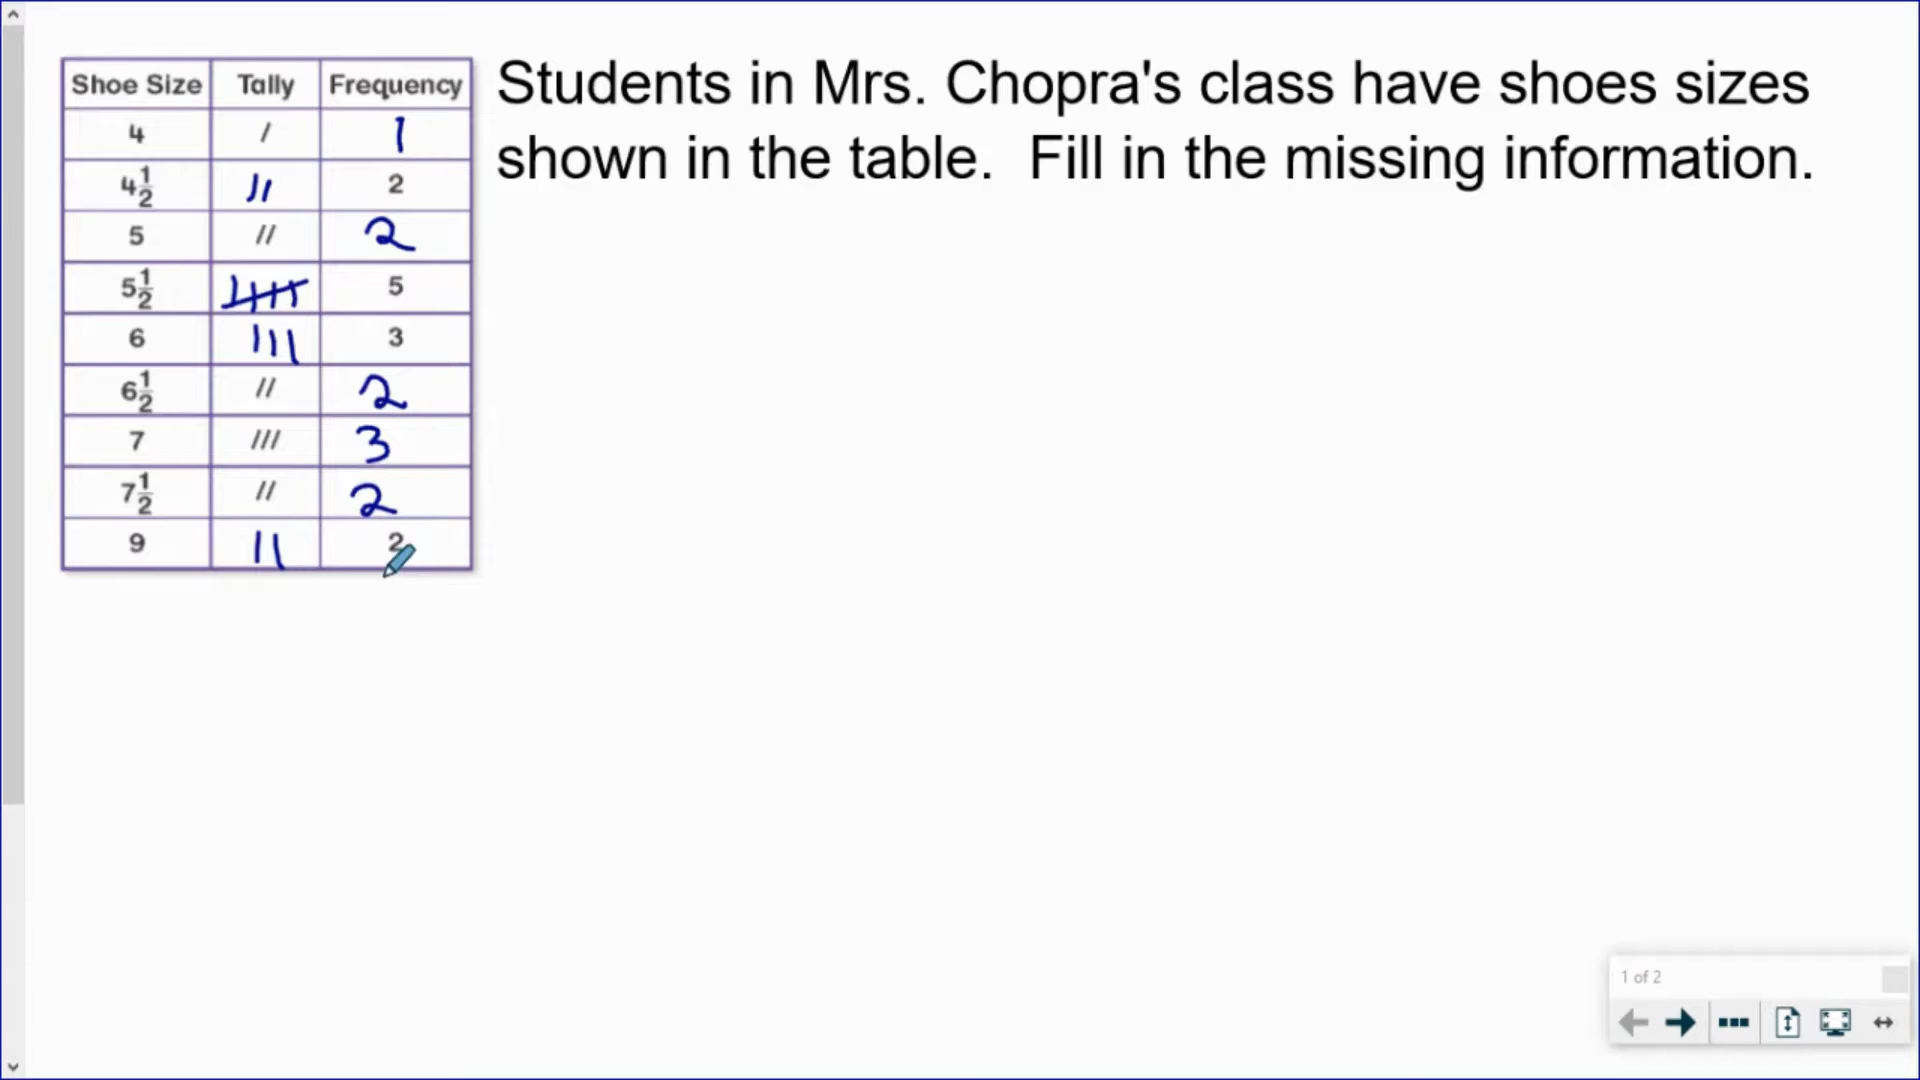 Shoe Size Tally Frequency
4 / 1
4 1/2 // 2
5 // 2
5 1/2 𝍸 5
6 /// 3
6 1/2 // 2
7 /// 3
7 1/2 // 2
9 // 2
Students in Mrs. Chopra's class have shoes sizes
shown in the table. Fill in the missing information.
1 of 2